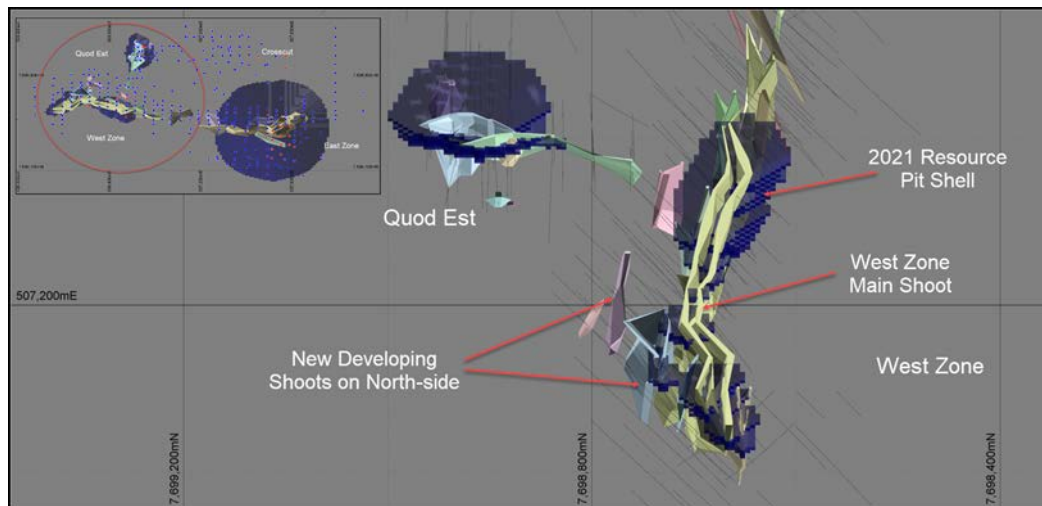 Quod Est
Crosscut
West Zone
East Zone
2021 Resource
Pit Shell
Quod Est
West Zone
Main Shoot
507,200mE
New Developing
Shoots on North-side
West Zone
7,699,200mN
7,698,800mN
7,698,400mN